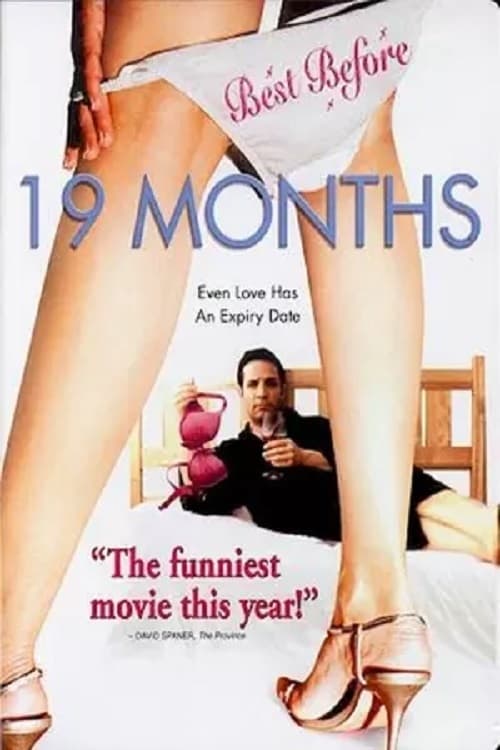 Best Before
19 MONTHS
Even Love Has
An Expiry Date
"The funniest
movie this year!"
– DAVID SPANER, The Province